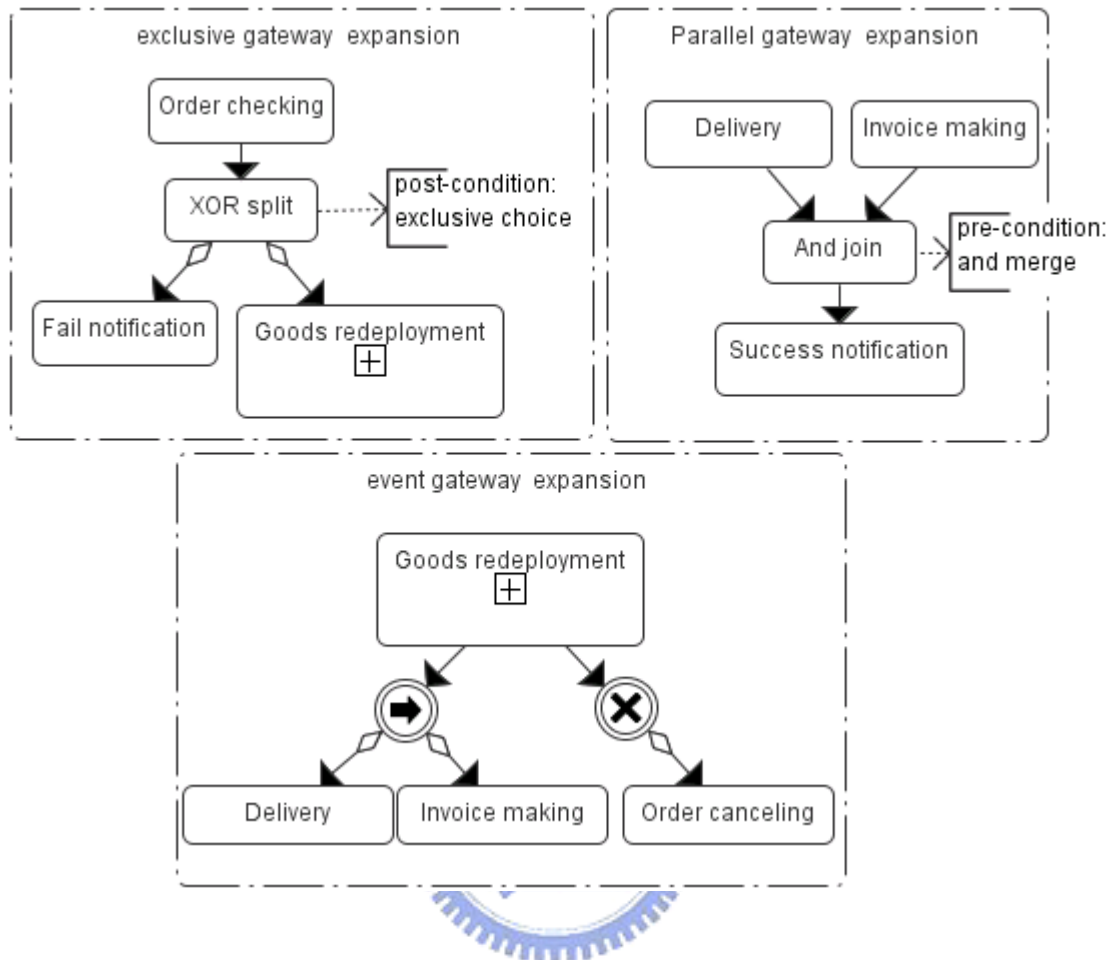 exclusive gateway expansion
Order checking
XOR split
post-condition:
exclusive choice
Fail notification
Goods redeployment
Parallel gateway expansion
Delivery
Invoice making
And join
pre-condition:
and merge
Success notification
event gateway expansion
Goods redeployment
Delivery
Invoice making
Order canceling